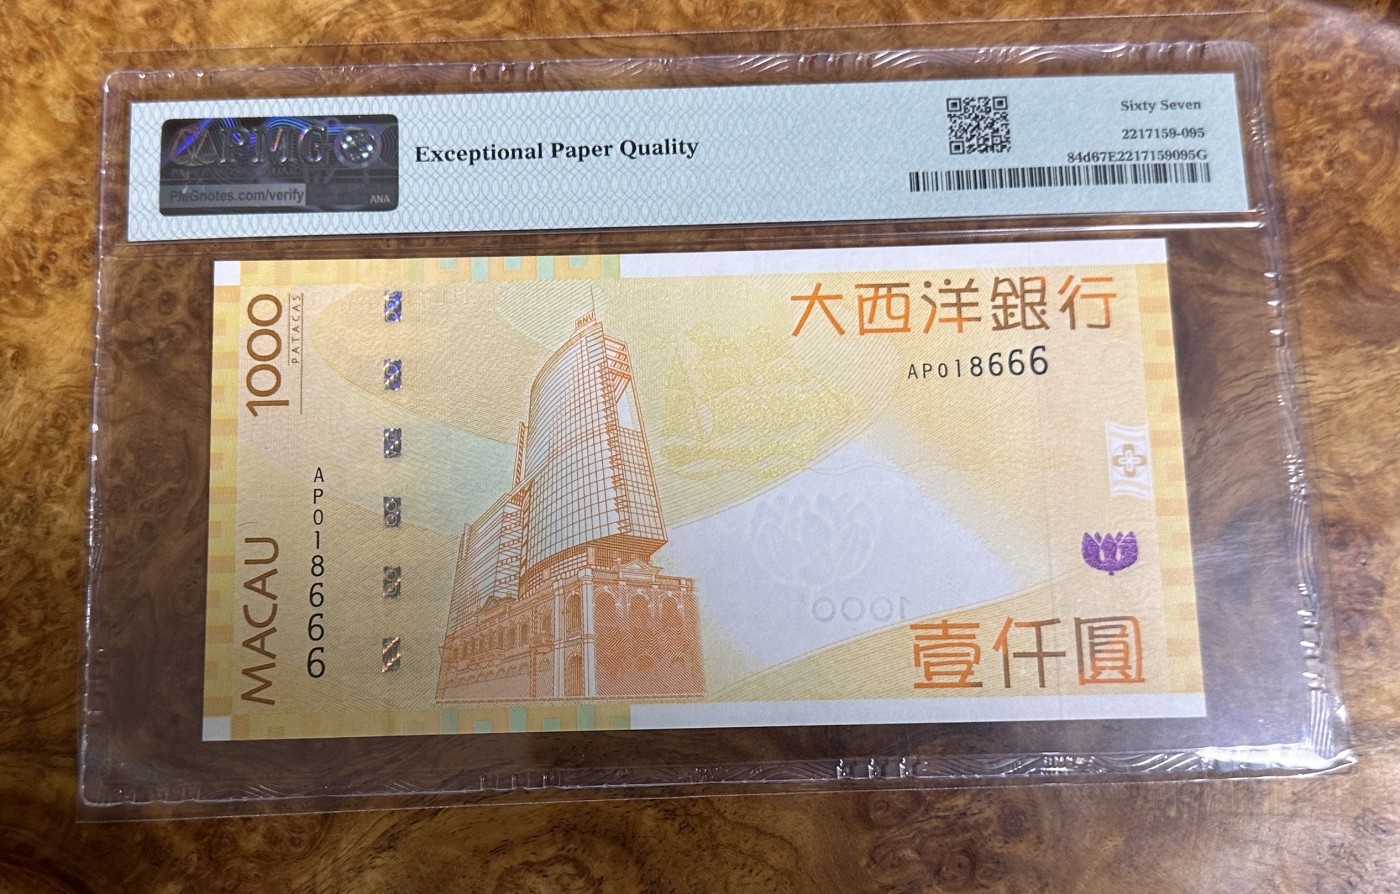 PMG
PMGnotes.com/verify
ANA
Exceptional Paper Quality
Sixty Seven
2217159-095
84d67E2217159095G
1000
PATACAS
MACAU
AP018666
BNU
大西洋銀行
AP018666
1000
壹仟圓